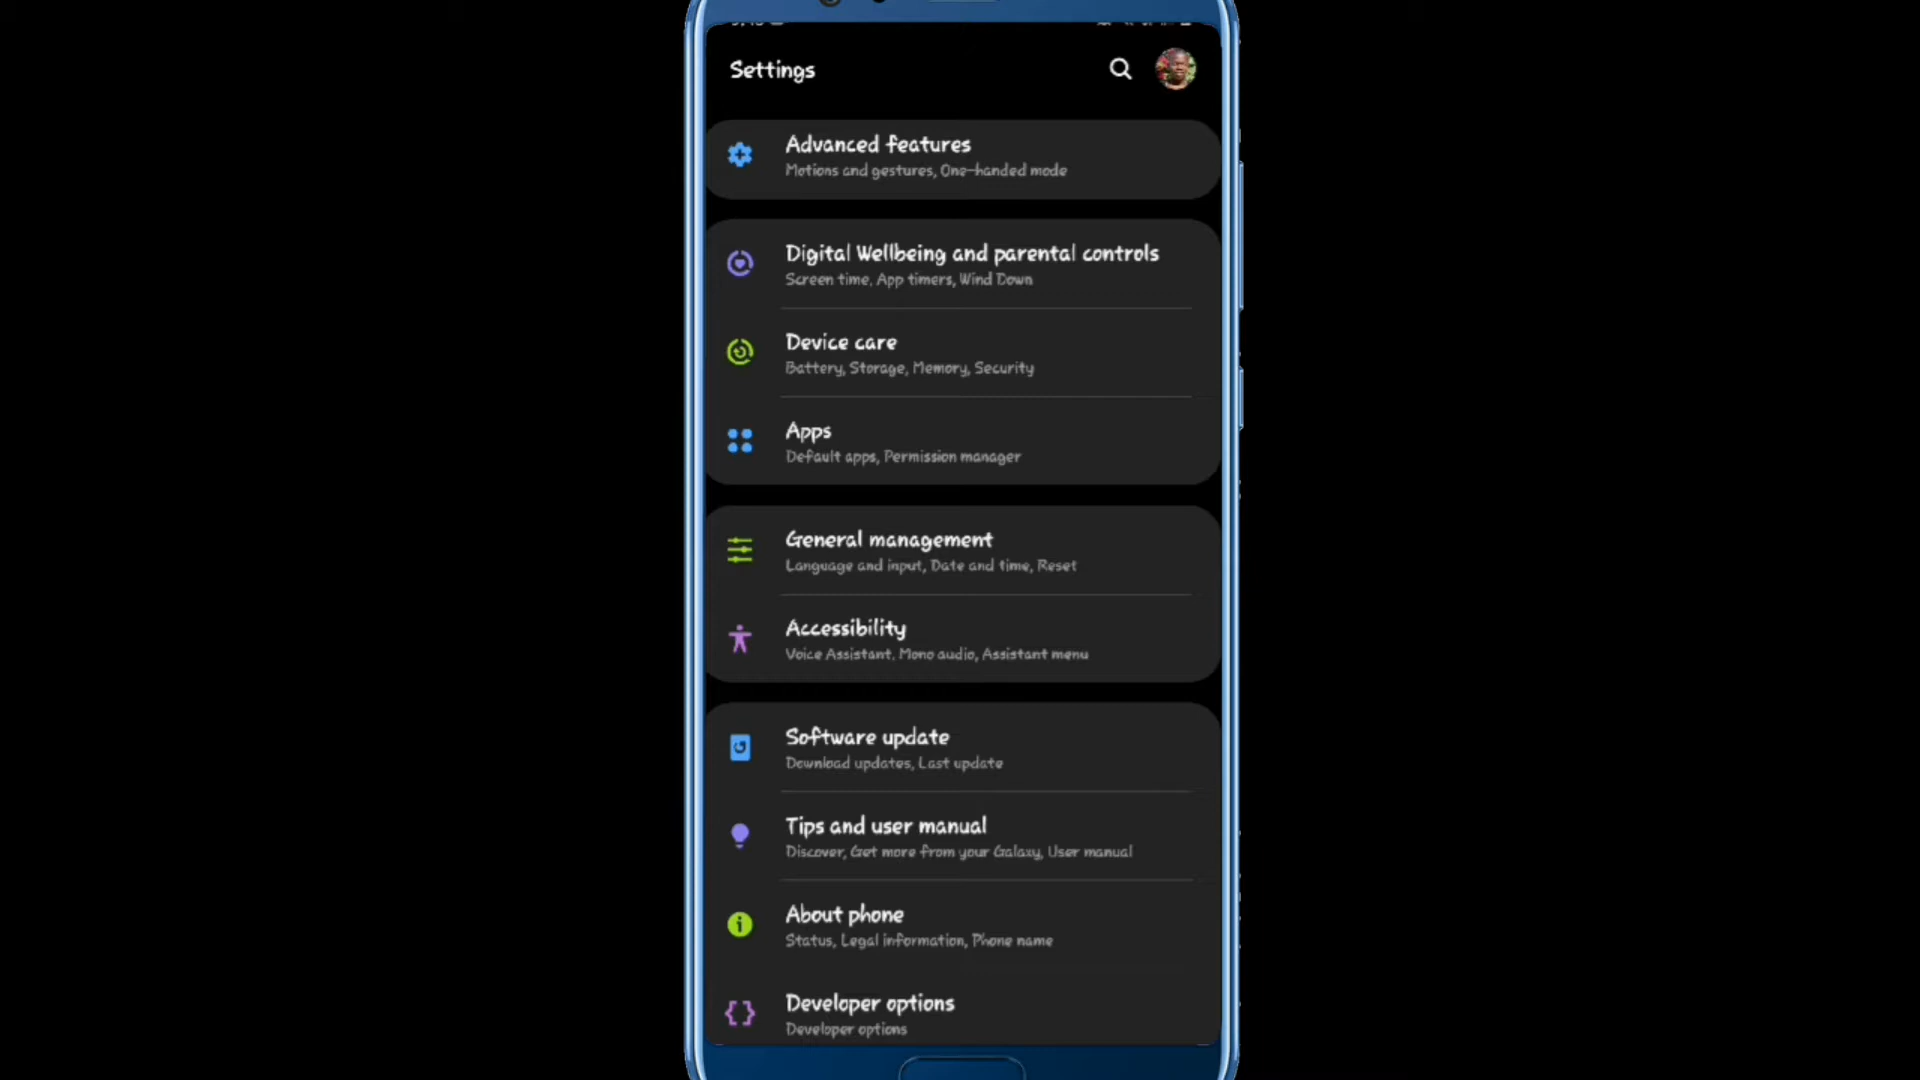 Settings
Advanced features
Motions and gestures, One-handed mode
Digital Wellbeing and parental controls
Screen time, App timers, Wind Down
Device care
Battery, Storage, Memory, Security
Apps
Default apps, Permission manager
General management
Language and input, Date and time, Reset
Accessibility
Voice Assistant, Mono audio, Assistant menu
Software update
Download updates, Last update
Tips and user manual
Discover, Get more from your Galaxy, User manual
About phone
Status, Legal information, Phone name
Developer options
Developer options